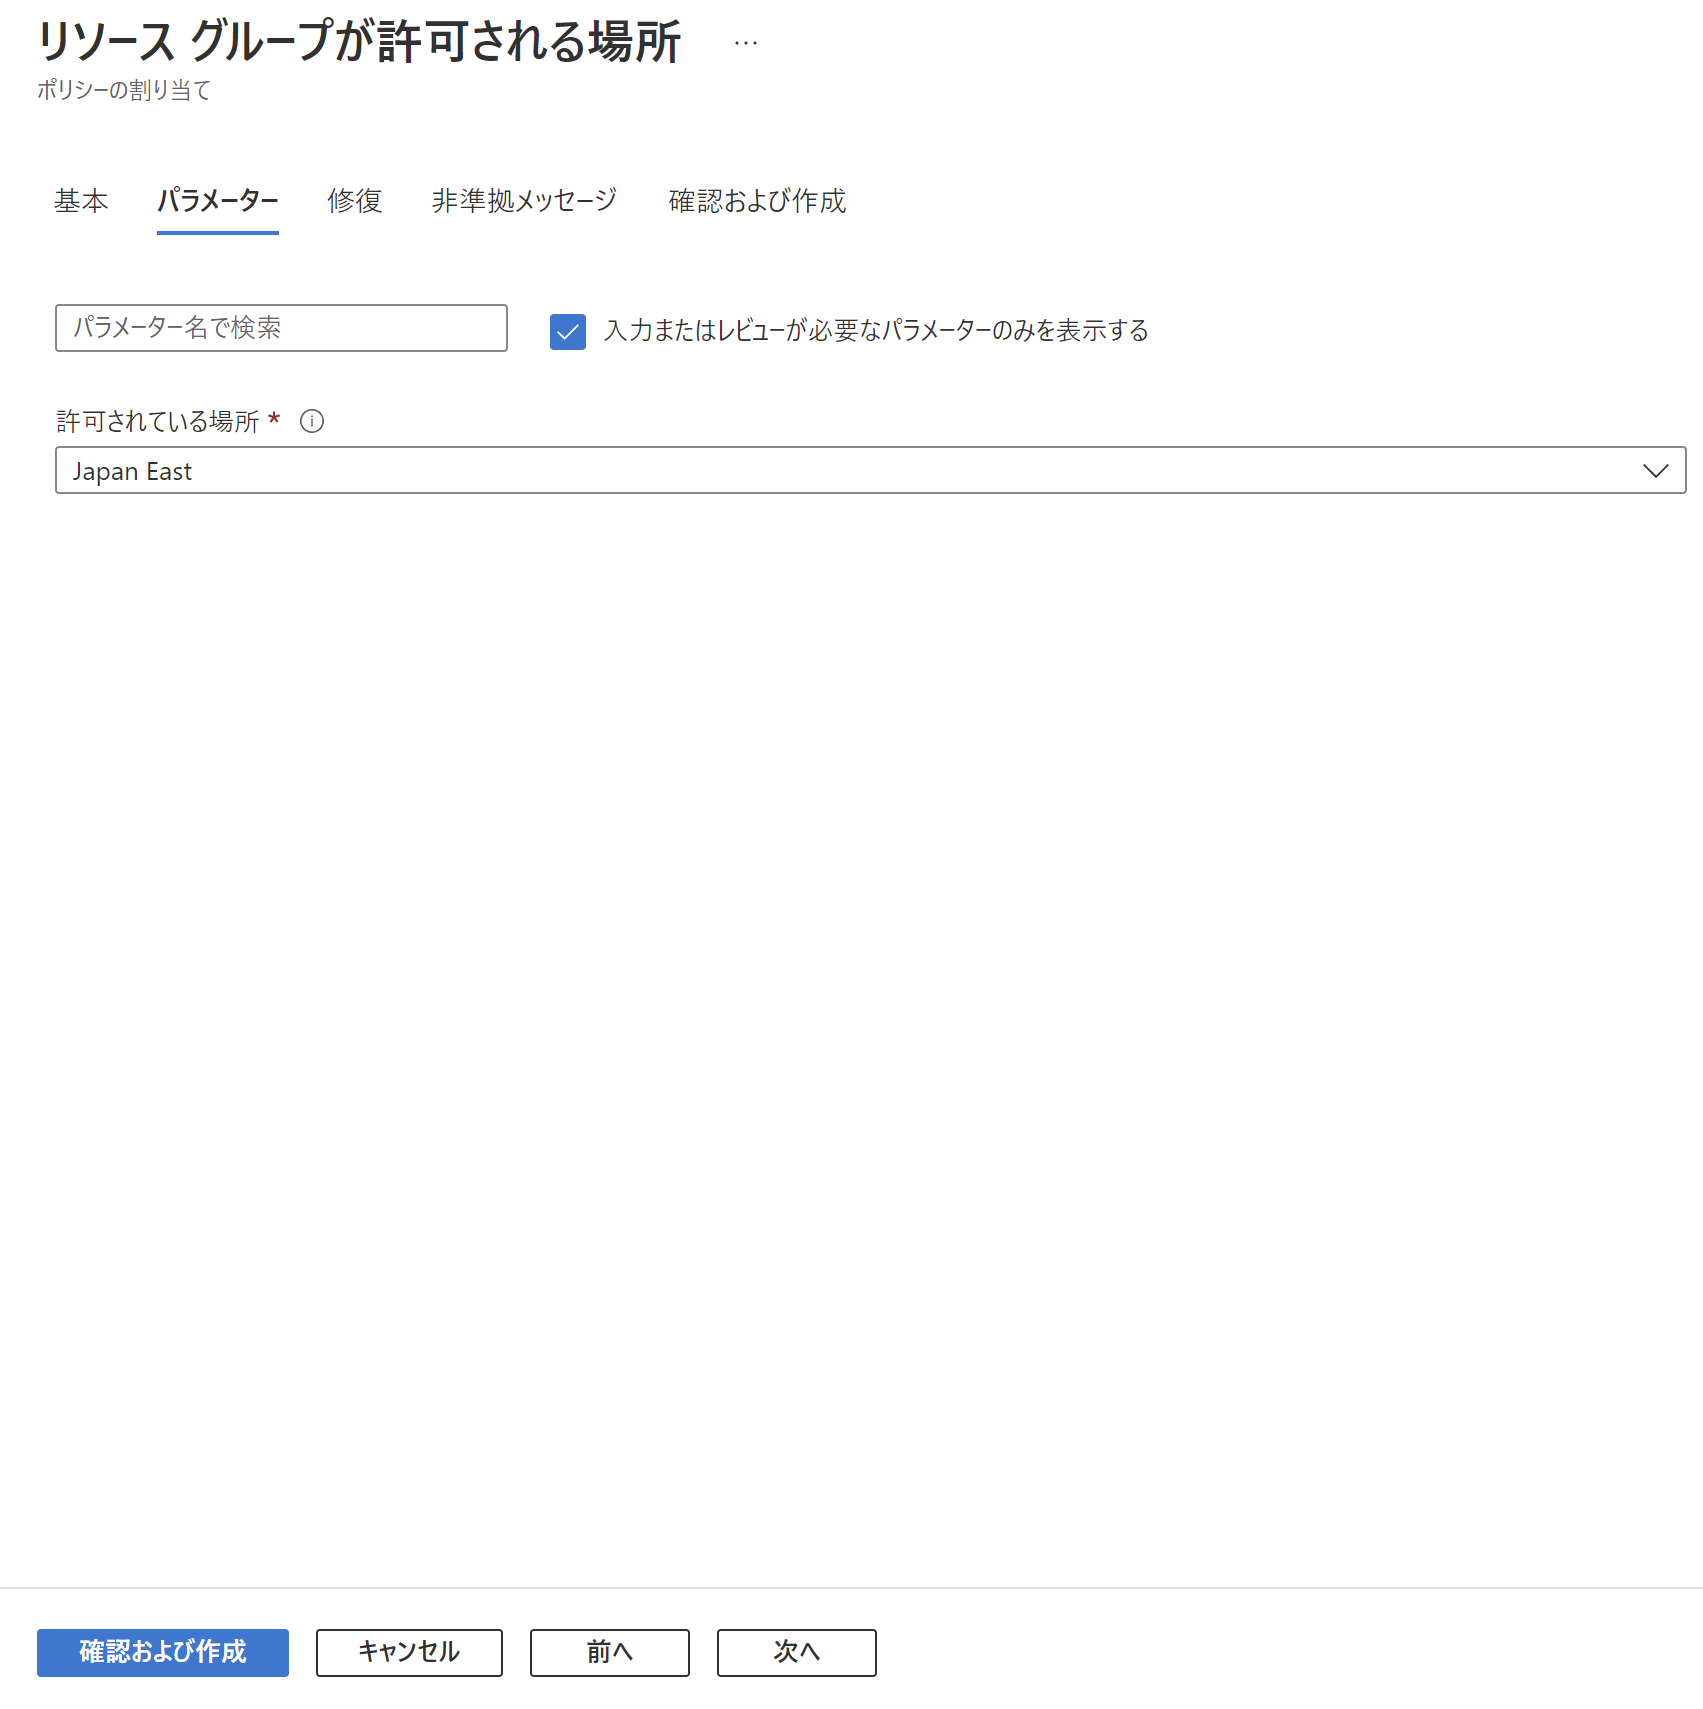 リソース グループが許可される場所 …
ポリシーの割り当て
基本 パラメーター 修復 非準拠メッセージ 確認および作成
パラメーター名で検索 入力またはレビューが必要なパラメーターのみを表示する
許可されている場所 *
Japan East
確認および作成 キャンセル 前へ 次へ